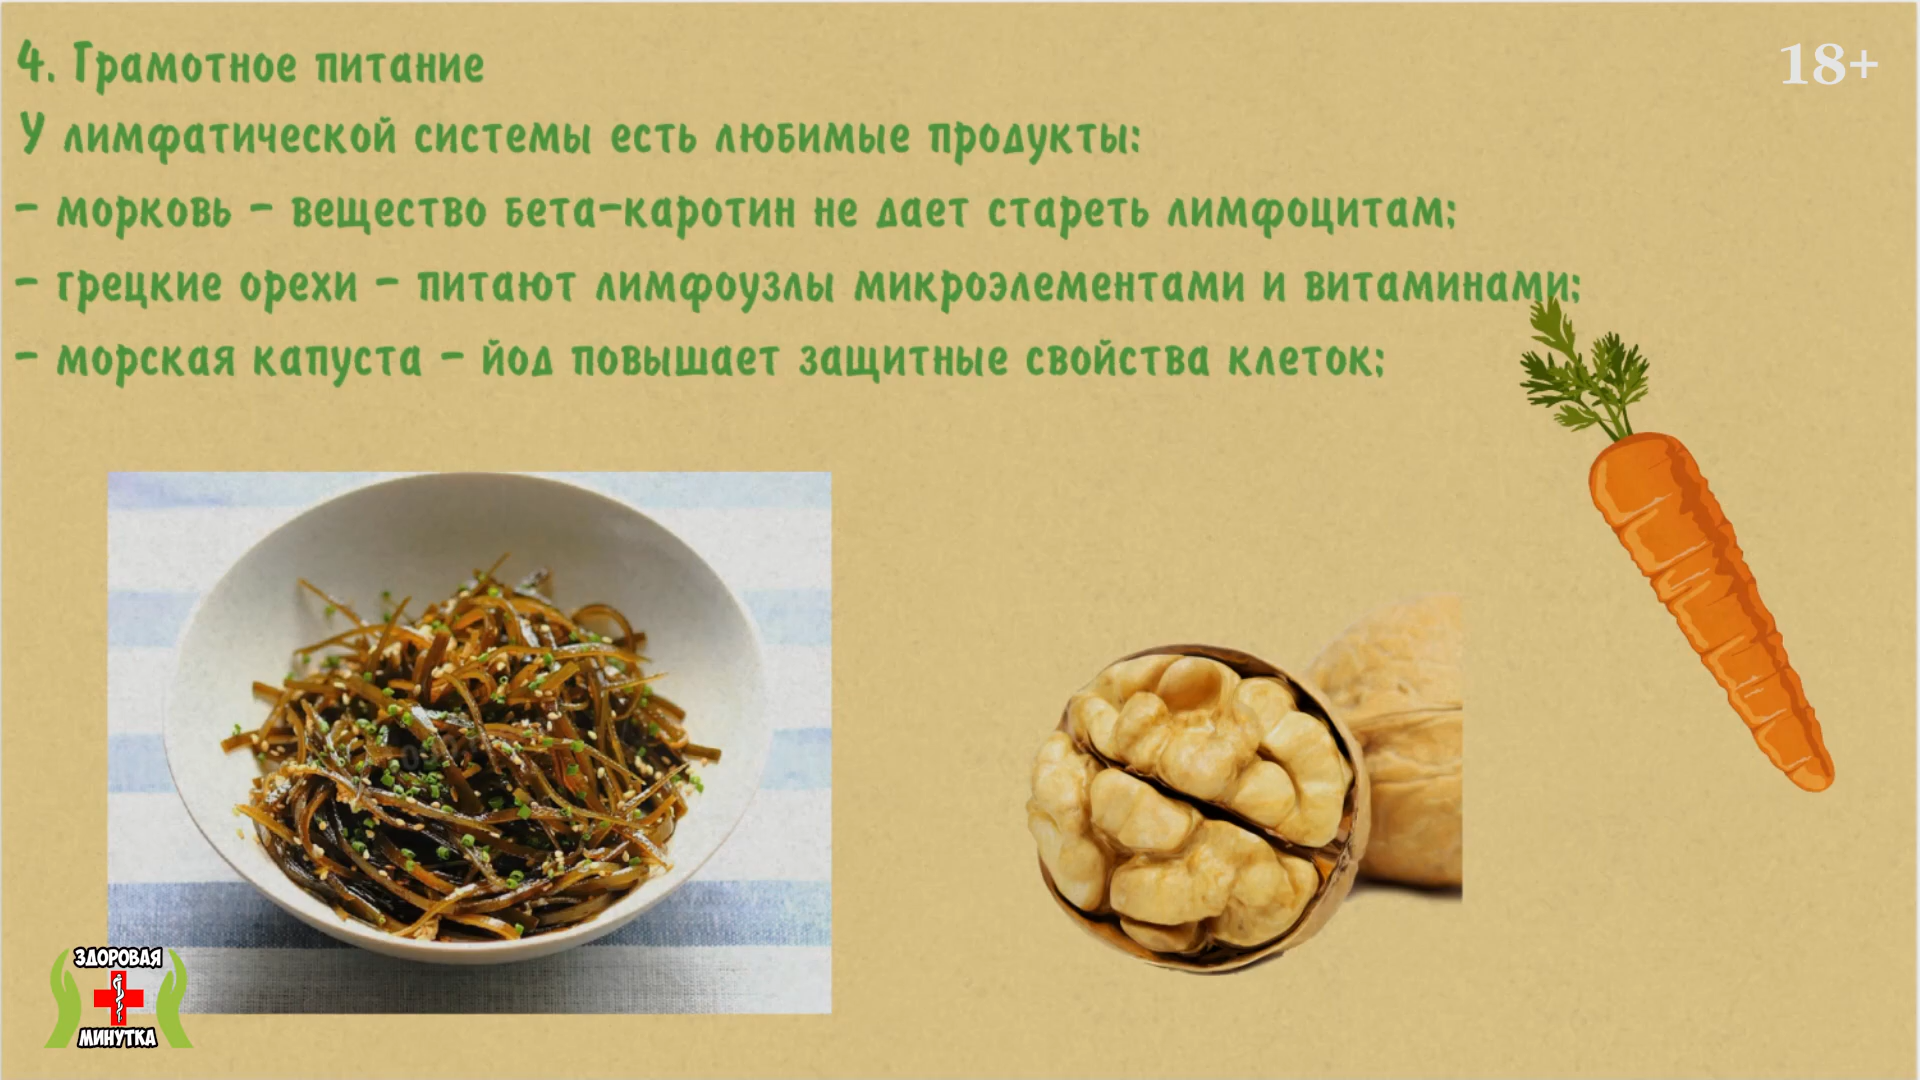 4. Грамотное питание
18+
У лимфатической системы есть любимые продукты:
- морковь - вещество бета-каротин не дает стареть лимфоцитам;
- грецкие орехи - питают лимфоузлы микроэлементами и витаминами;
- морская капуста - йод повышает защитные свойства клеток;
ЗДОРОВАЯ
МИНУТКА